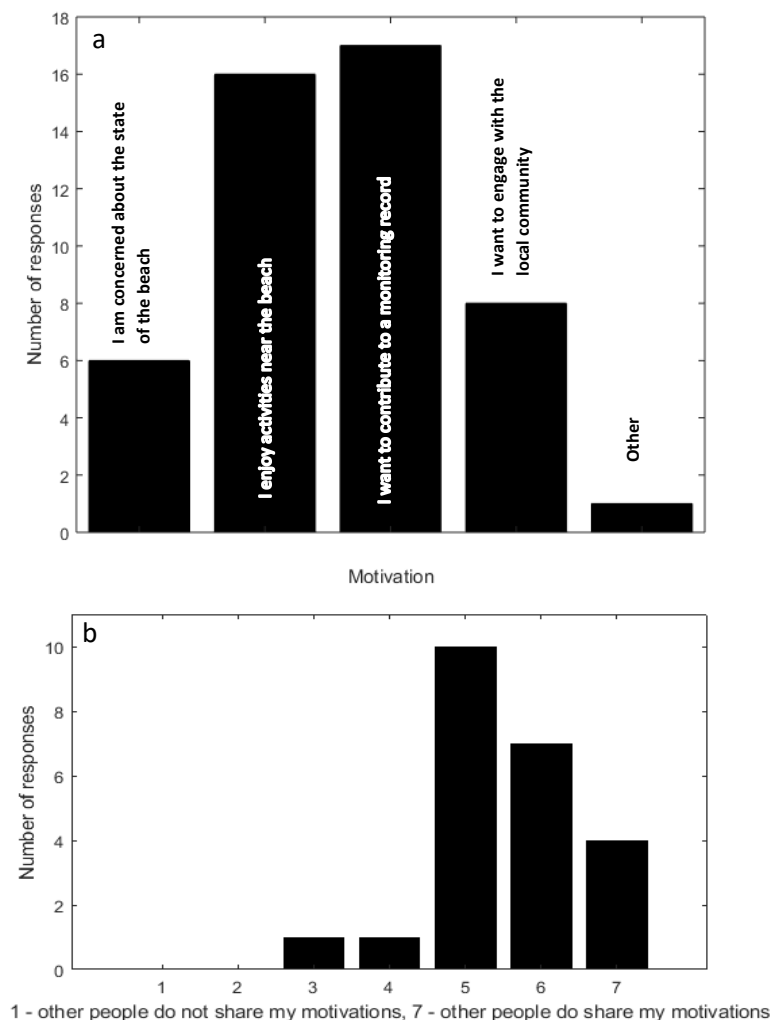 a
18
16
14
12
10
8
6
4
2
0
Number of responses
I am concerned about the state
of the beach
I enjoy activities near the beach
I want to contribute to a monitoring record
I want to engage with the
local community
Other
Motivation
b
10
8
6
4
2
0
Number of responses
1 2 3 4 5 6 7
1 - other people do not share my motivations, 7 - other people do share my motivations